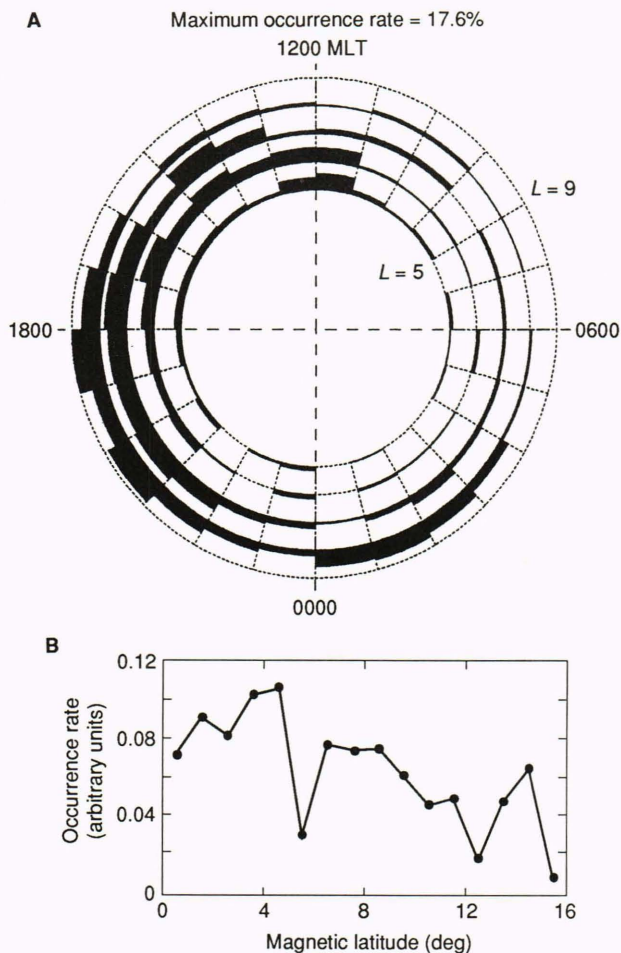 A
Maximum occurrence rate = 17.6%
1200 MLT
L = 9
L = 5
1800
0600
0000
B
0.12
0.08
0.04
0
Occurrence rate
(arbitrary units)
0 4 8 12 16
Magnetic latitude (deg)